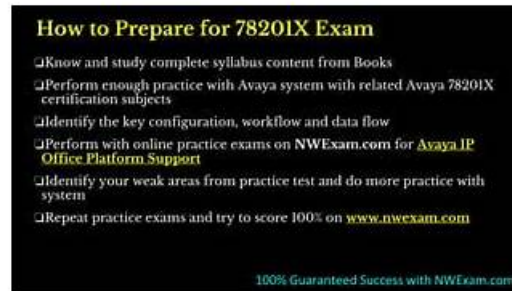 How to Prepare for 78201X Exam
❑Know and study complete syllabus content from Books
❑Perform enough practice with Avaya system with related Avaya 78201X
certification subjects
❑Identify the key configuration, workflow and data flow
❑Perform with online practice exams on NWExam.com for Avaya IP
Office Platform Support
❑Identify your weak areas from practice test and do more practice with
system
❑Repeat practice exams and try to score 100% on www.nwexam.com
100% Guaranteed Success with NWExam.com